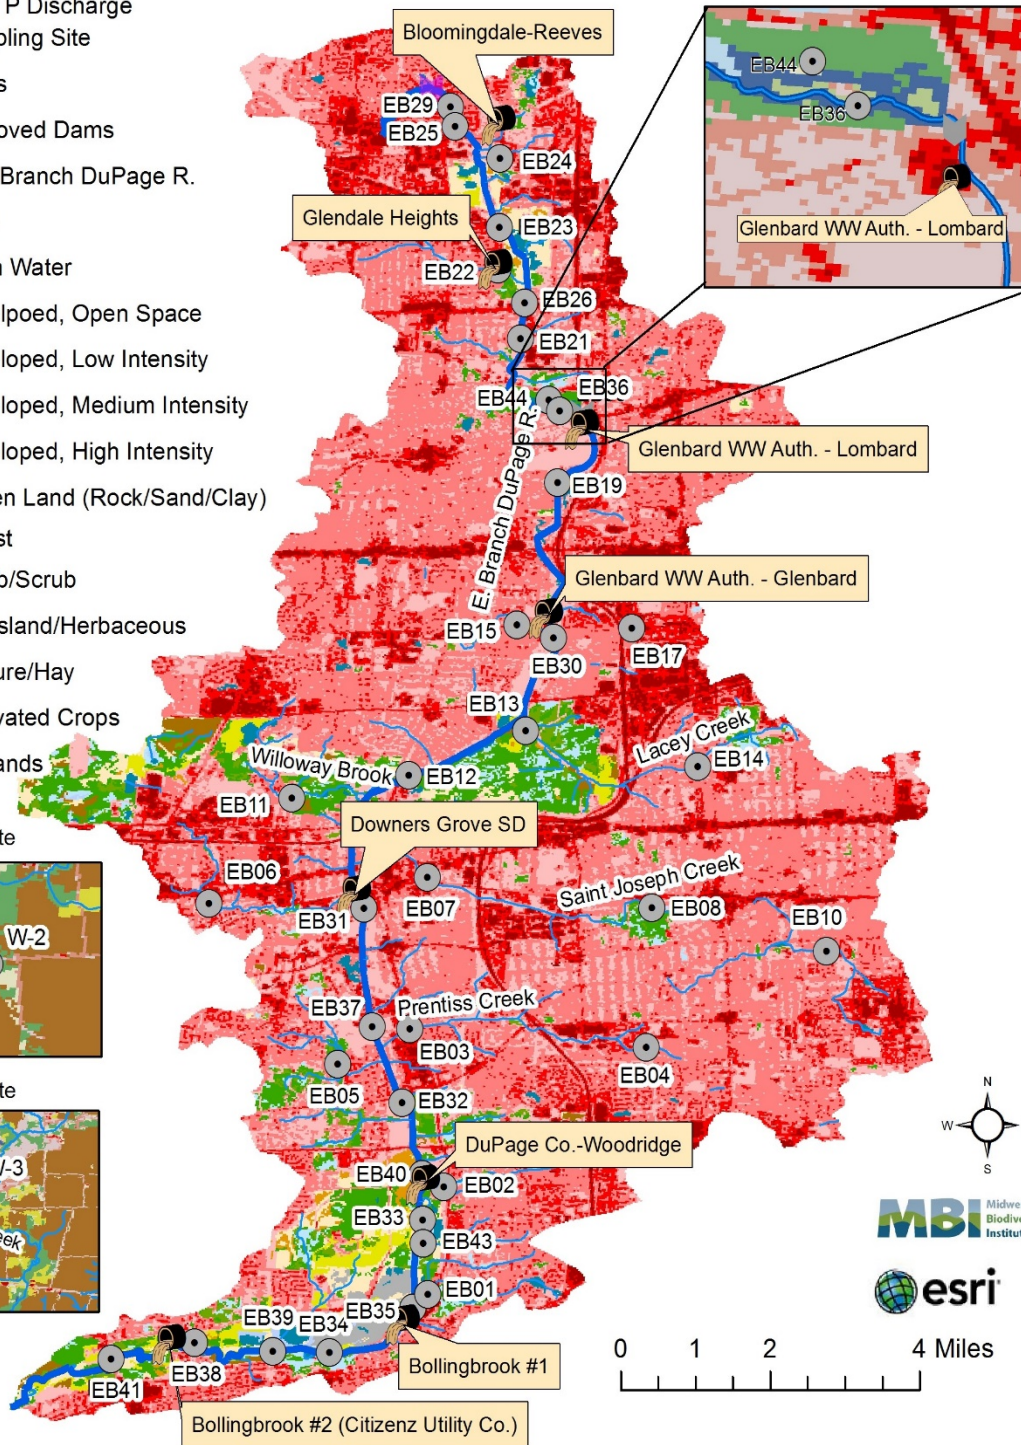 P Discharge
pling Site
s
oved Dams
Branch DuPage R.
n Water
lpoed, Open Space
loped, Low Intensity
loped, Medium Intensity
loped, High Intensity
en Land (Rock/Sand/Clay)
st
b/Scrub
sland/Herbaceous
ure/Hay
vated Crops
ands
te
W-2
te
/-3
eek
Bloomingdale-Reeves
EB29
EB25
EB24
Glendale Heights
EB23
EB22
EB26
EB21
EB44
EB36
Glenbard WW Auth. - Lombard
EB44
EB36
Glenbard WW Auth. - Lombard
E. Branch DuPage R.
EB19
Glenbard WW Auth. - Glenbard
EB15
EB30
EB17
EB13
Lacey Creek
EB14
Willoway Brook
EB12
EB11
Downers Grove SD
EB06
EB31
EB07
Saint Joseph Creek
EB08
EB10
EB37
Prentiss Creek
EB03
EB04
EB05
EB32
DuPage Co.-Woodridge
EB40
EB02
EB33
EB43
EB01
EB35
EB39
EB34
EB38
EB41
Bollingbrook #1
Bollingbrook #2 (Citizenz Utility Co.)
N
W
S
MBI
Midwe
Biodive
Institut
esri
0 1 2 4 Miles